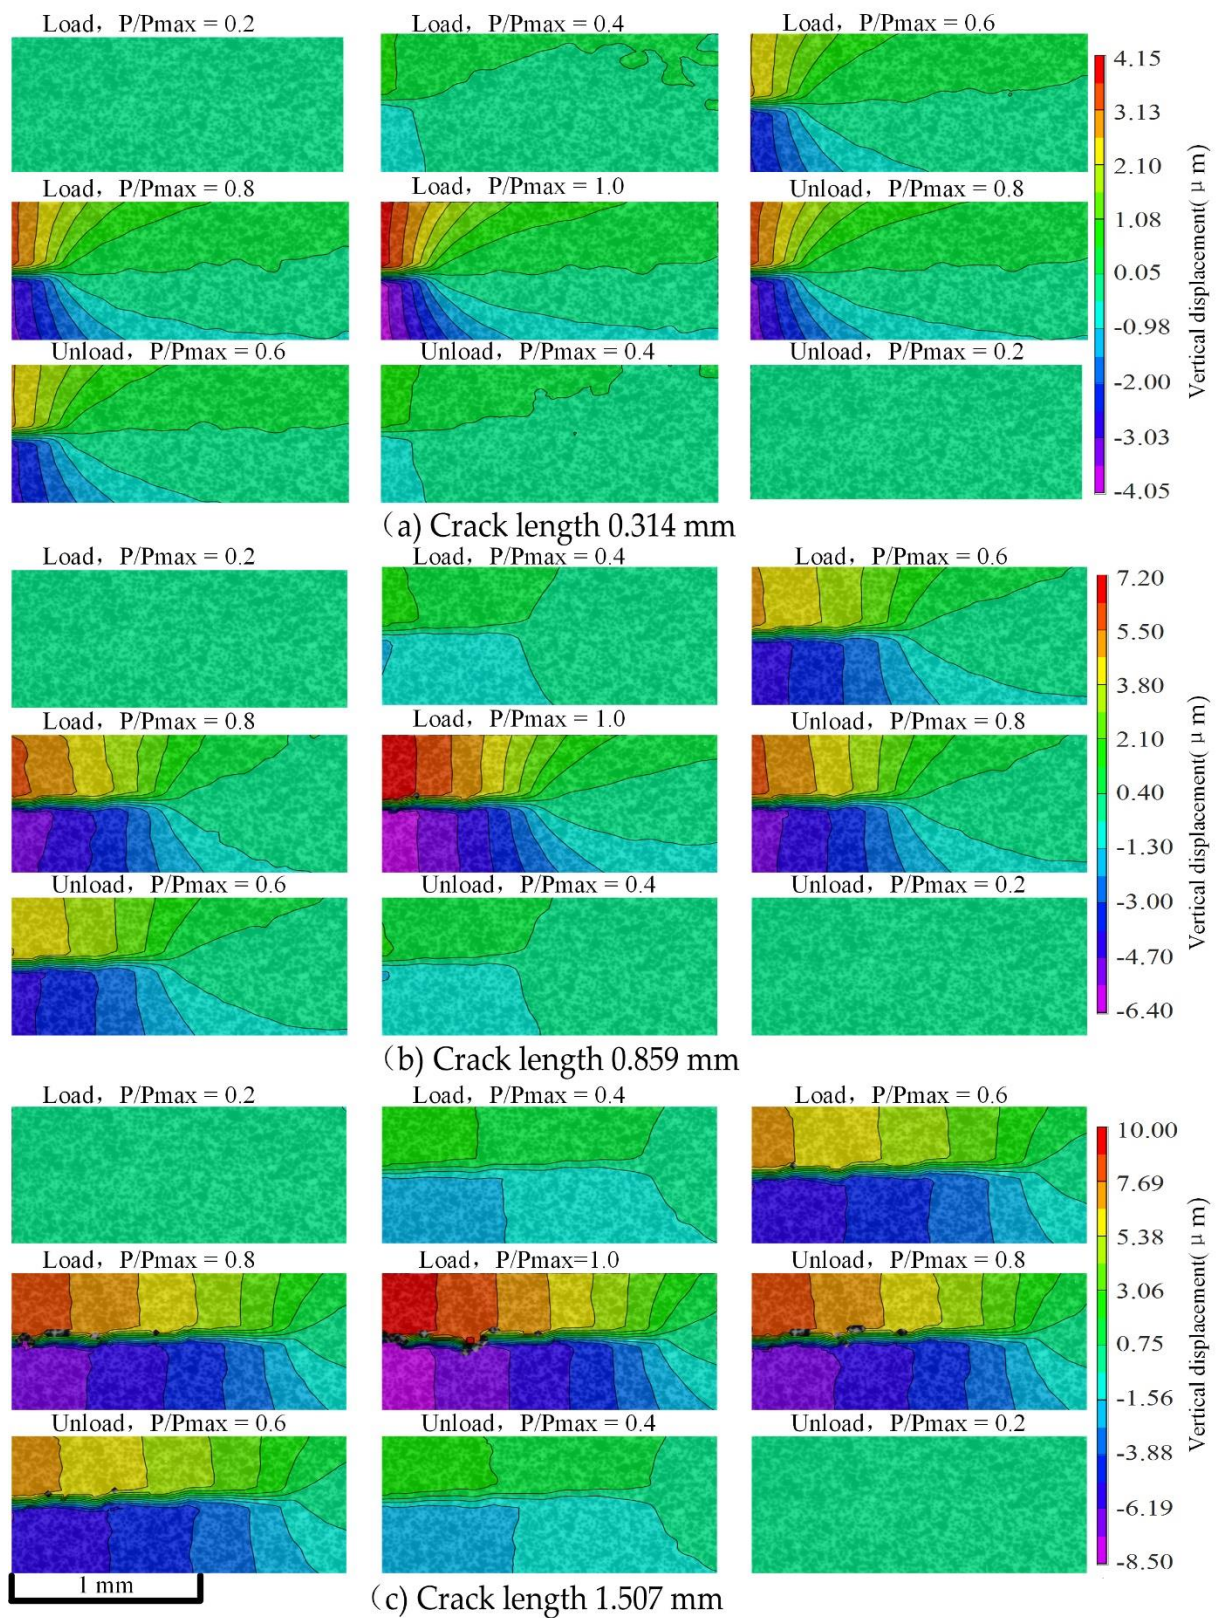 Load，P/Pmax = 0.2
Load，P/Pmax = 0.4
Load，P/Pmax = 0.6
Load，P/Pmax = 0.8
Load，P/Pmax = 1.0
Unload，P/Pmax = 0.8
Unload，P/Pmax = 0.6
Unload，P/Pmax = 0.4
Unload，P/Pmax = 0.2
4.15
3.13
2.10
1.08
0.05
-0.98
-2.00
-3.03
-4.05
Vertical displacement(μm)
（a) Crack length 0.314 mm
Load，P/Pmax = 0.2
Load，P/Pmax = 0.4
Load，P/Pmax = 0.6
Load，P/Pmax = 0.8
Load，P/Pmax = 1.0
Unload，P/Pmax = 0.8
Unload，P/Pmax = 0.6
Unload，P/Pmax = 0.4
Unload，P/Pmax = 0.2
7.20
5.50
3.80
2.10
0.40
-1.30
-3.00
-4.70
-6.40
Vertical displacement(μm)
（b) Crack length 0.859 mm
Load，P/Pmax = 0.2
Load，P/Pmax = 0.4
Load，P/Pmax = 0.6
Load，P/Pmax = 0.8
Load，P/Pmax=1.0
Unload，P/Pmax = 0.8
Unload，P/Pmax = 0.6
Unload，P/Pmax = 0.4
Unload，P/Pmax = 0.2
10.00
7.69
5.38
3.06
0.75
-1.56
-3.88
-6.19
-8.50
Vertical displacement(μm)
1 mm
（c) Crack length 1.507 mm